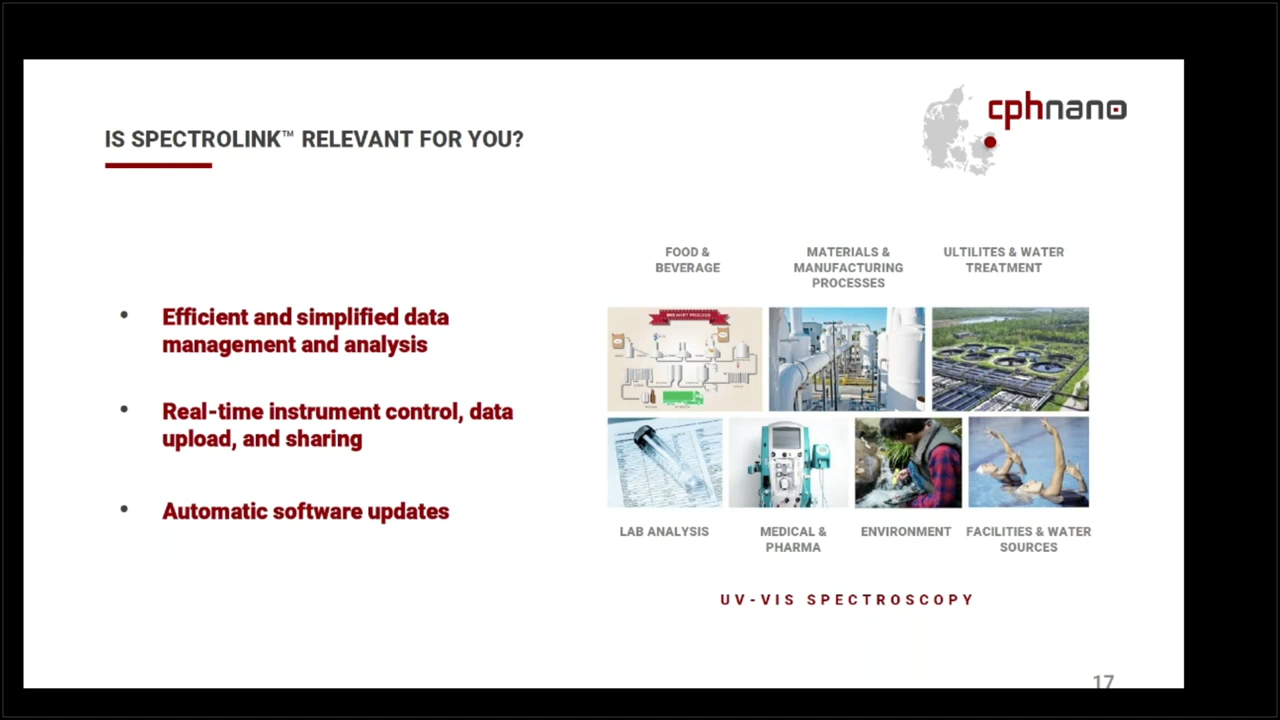 cphnano
IS SPECTROLINK™ RELEVANT FOR YOU?
• Efficient and simplified data
management and analysis
• Real-time instrument control, data
upload, and sharing
• Automatic software updates
FOOD &
BEVERAGE
MATERIALS &
MANUFACTURING
PROCESSES
ULTILITES & WATER
TREATMENT
LAB ANALYSIS
MEDICAL &
PHARMA
ENVIRONMENT
FACILITIES & WATER
SOURCES
UV-VIS SPECTROSCOPY
17